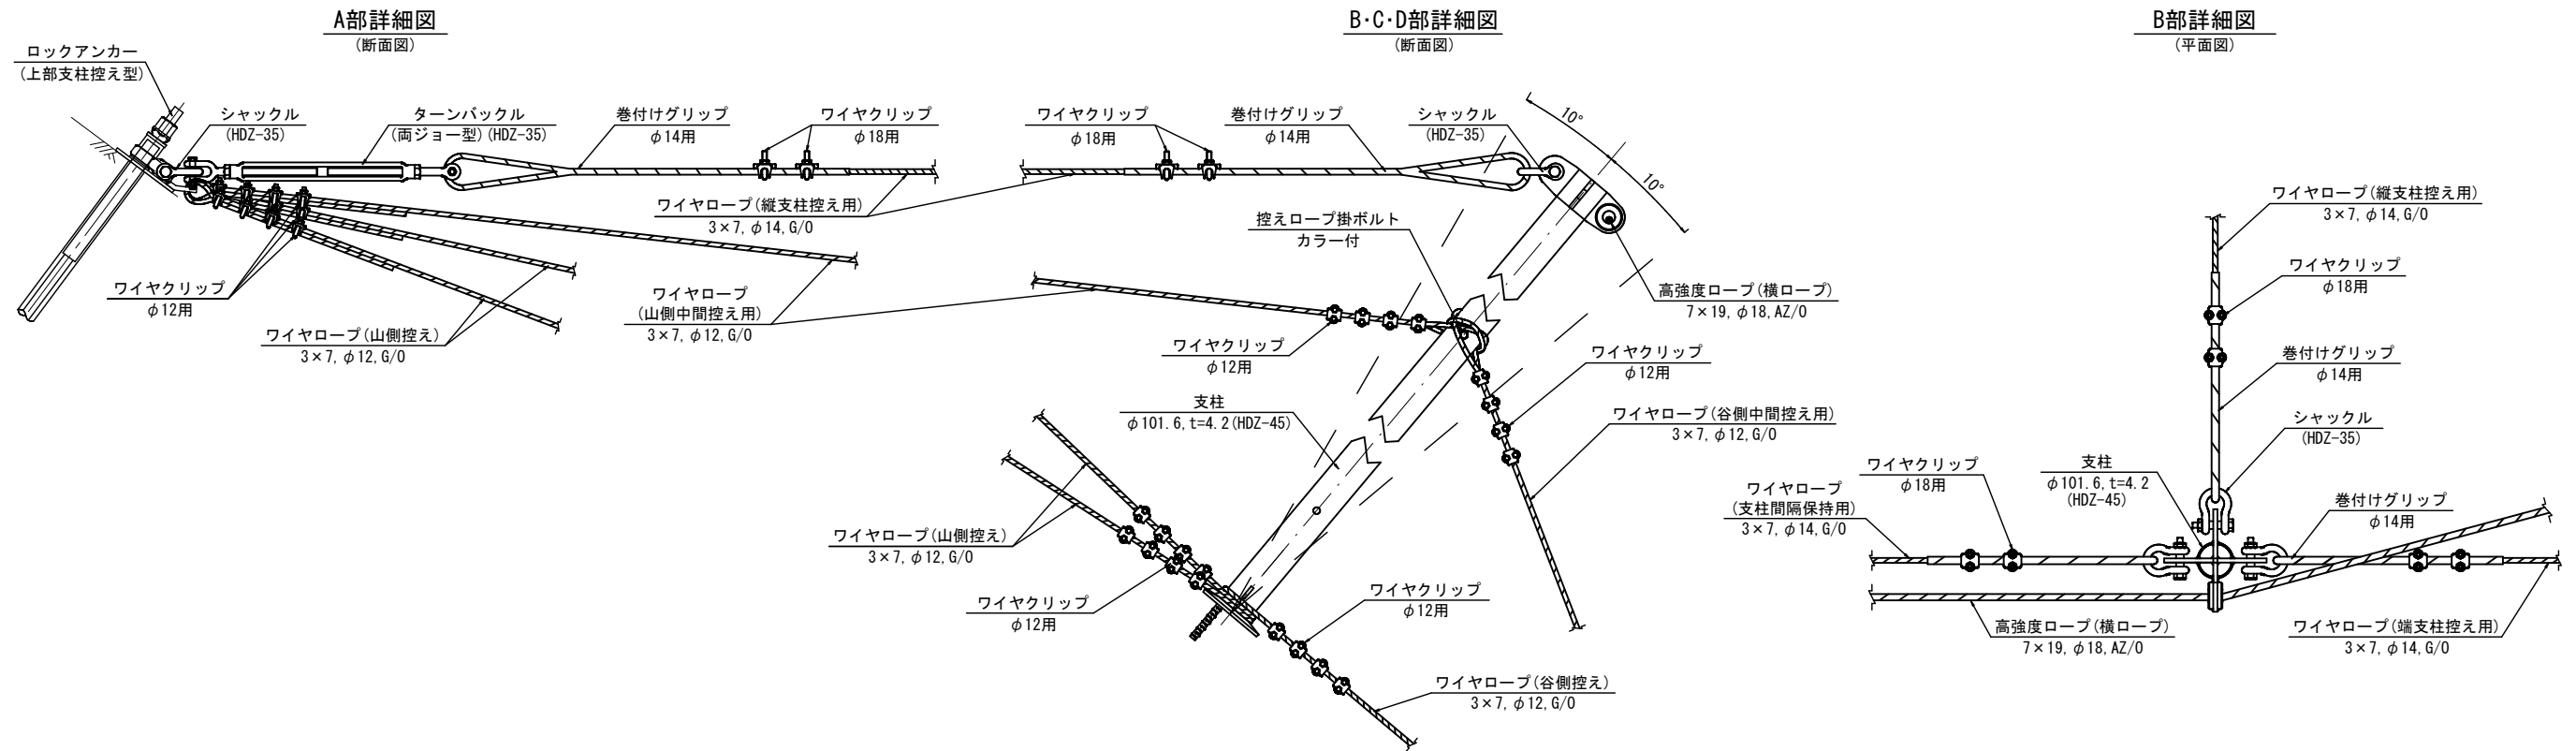 A部詳細図
(断面図)
ロックアンカー
(上部支柱控え型)
シャックル
(HDZ-35)
ターンバックル
(両ジョー型)(HDZ-35)
巻付けグリップ
φ14用
ワイヤクリップ
φ18用
ワイヤロープ(縦支柱控え用)
3×7,φ14,G/O
ワイヤクリップ
φ12用
ワイヤロープ(山側控え)
3×7,φ12,G/O
ワイヤロープ
(山側中間控え用)
3×7,φ12,G/O
B・C・D部詳細図
(断面図)
ワイヤクリップ
φ18用
巻付けグリップ
φ14用
シャックル
(HDZ-35)
10°
10°
控えロープ掛ボルト
カラー付
高強度ロープ(横ロープ)
7×19,φ18,AZ/O
ワイヤクリップ
φ12用
ワイヤクリップ
φ12用
支柱
φ101.6,t=4.2(HDZ-45)
ワイヤロープ(谷側中間控え用)
3×7,φ12,G/O
ワイヤロープ(山側控え)
3×7,φ12,G/O
ワイヤクリップ
φ12用
ワイヤクリップ
φ12用
ワイヤロープ(谷側控え)
3×7,φ12,G/O
B部詳細図
(平面図)
ワイヤロープ(縦支柱控え用)
3×7,φ14,G/O
ワイヤクリップ
φ18用
巻付けグリップ
φ14用
シャックル
(HDZ-35)
ワイヤクリップ
φ18用
支柱
φ101.6,t=4.2
(HDZ-45)
ワイヤロープ
(支柱間隔保持用)
3×7,φ14,G/O
巻付けグリップ
φ14用
高強度ロープ(横ロープ)
7×19,φ18,AZ/O
ワイヤロープ(端支柱控え用)
3×7,φ14,G/O